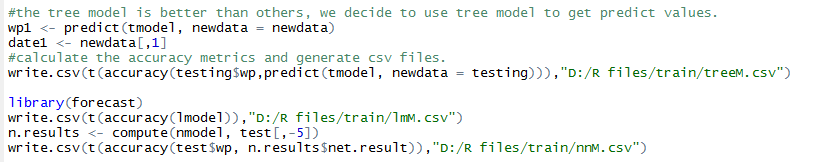 #the tree model is better than others, we decide to use tree model to get predict values.
wp1 <- predict(tmodel, newdata = newdata)
date1 <- newdata[,1]
#calculate the accuracy metrics and generate csv files.
write.csv(t(accuracy(testing$wp,predict(tmodel, newdata = testing))),"D:/R files/train/treeM.csv")
library(forecast)
write.csv(t(accuracy(lmodel)),"D:/R files/train/lmM.csv")
n.results <- compute(nmodel, test[,-5])
write.csv(t(accuracy(test$wp, n.results$net.result)),"D:/R files/train/nnM.csv")